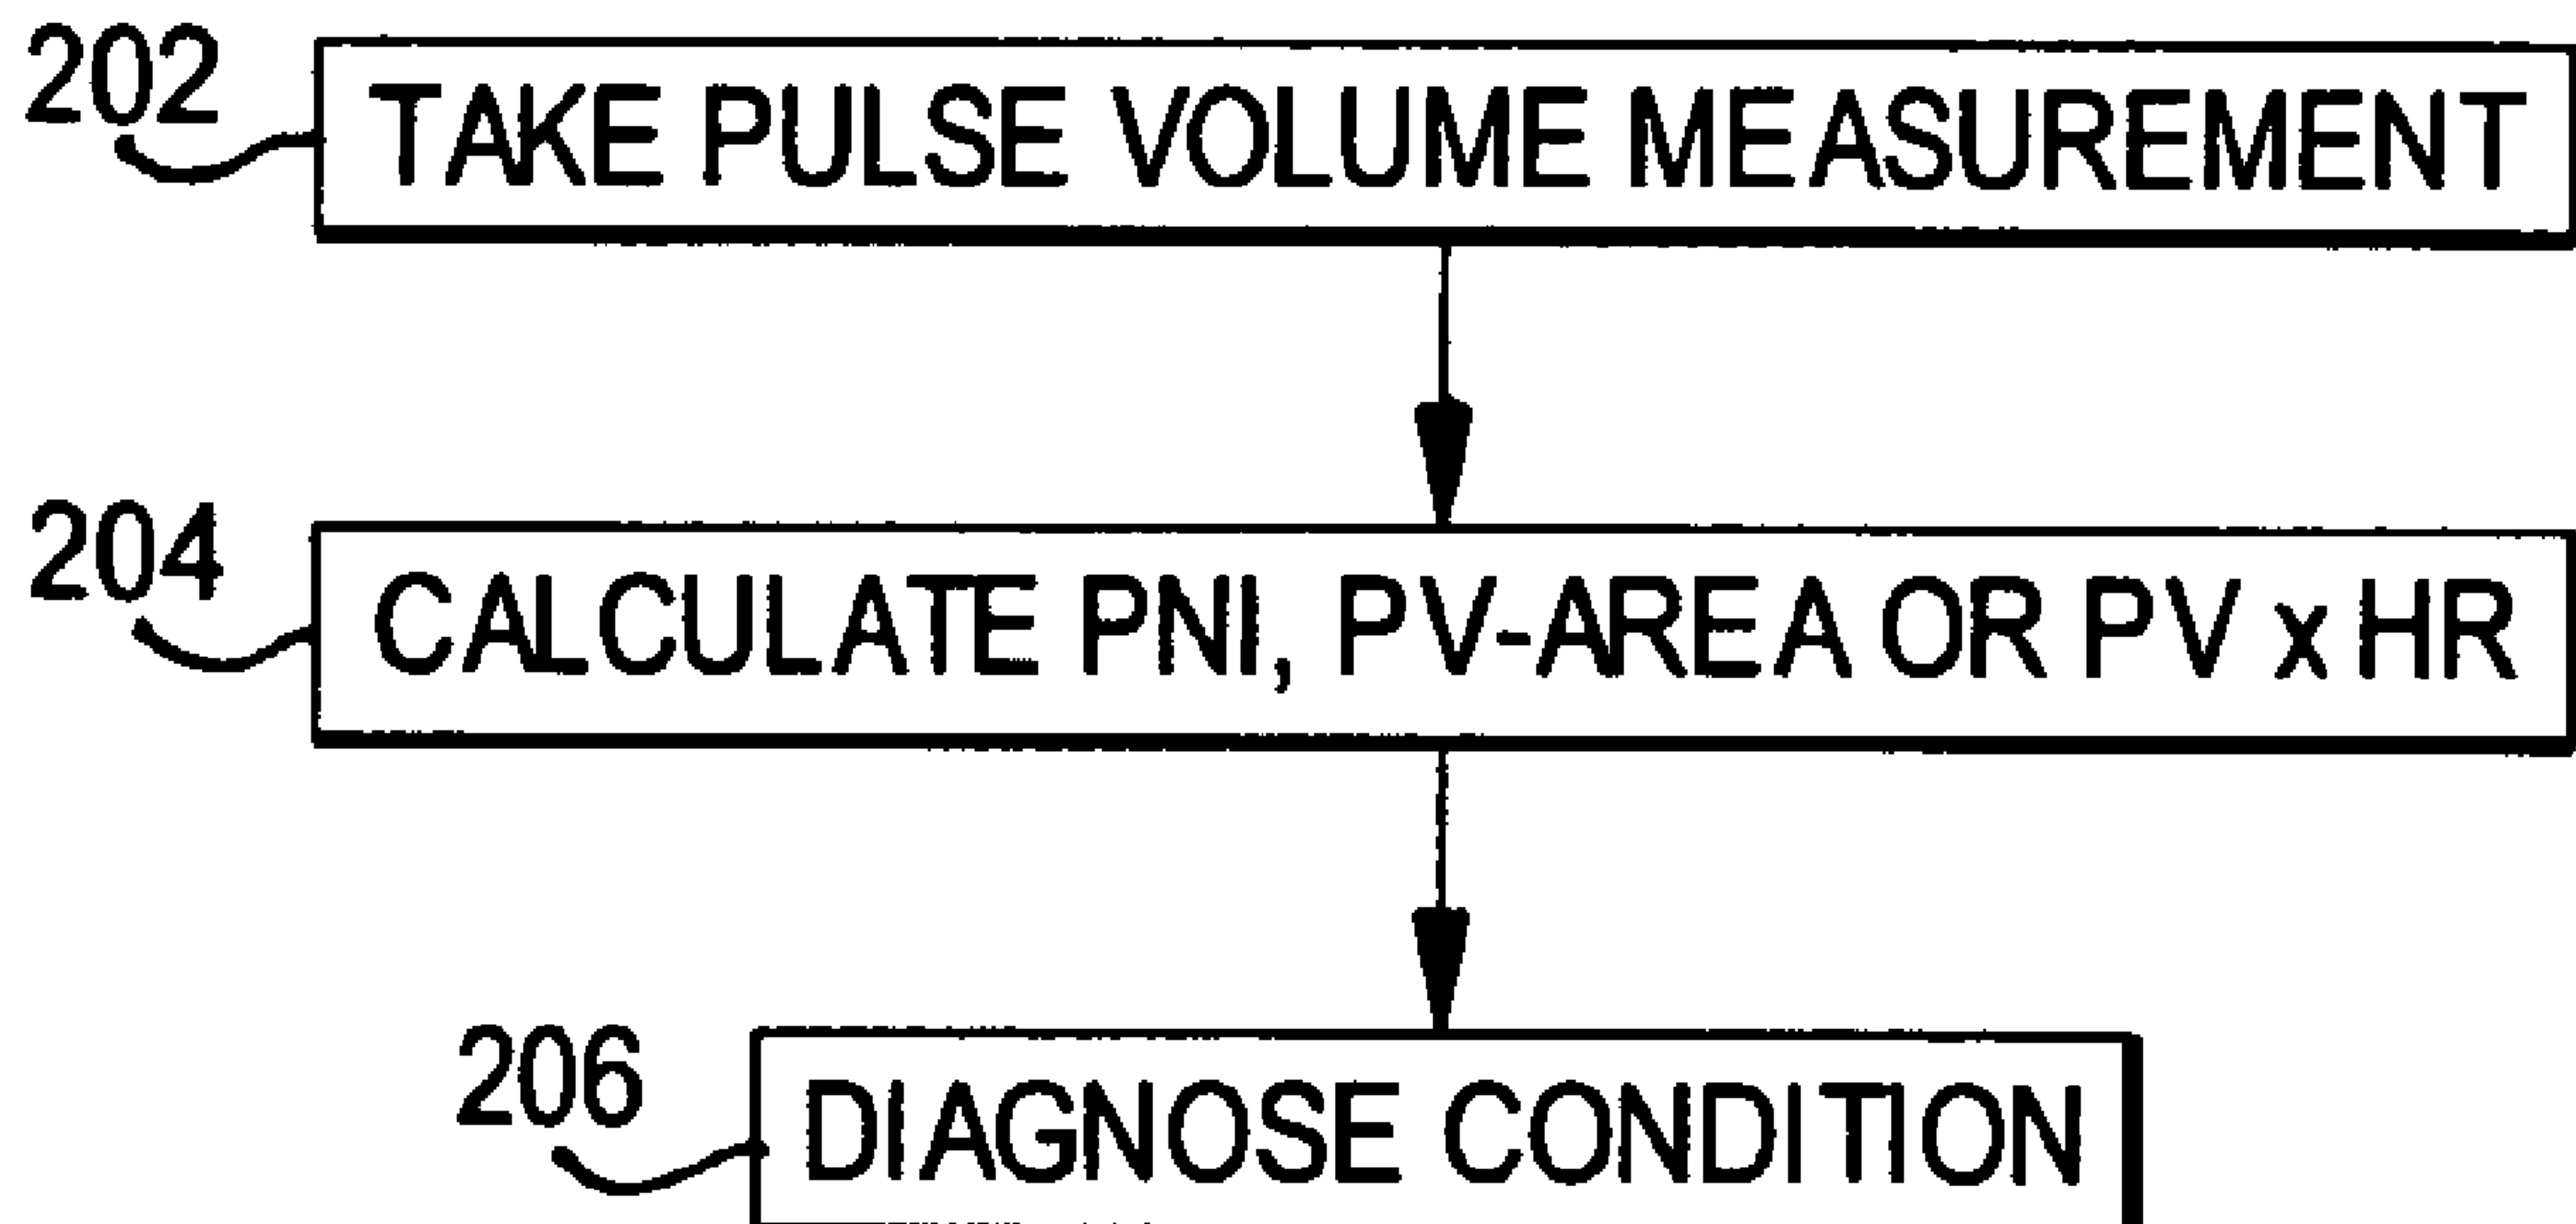 202
TAKE PULSE VOLUME MEASUREMENT
204
CALCULATE PNI, PV-AREA OR PV x HR
206
DIAGNOSE CONDITION